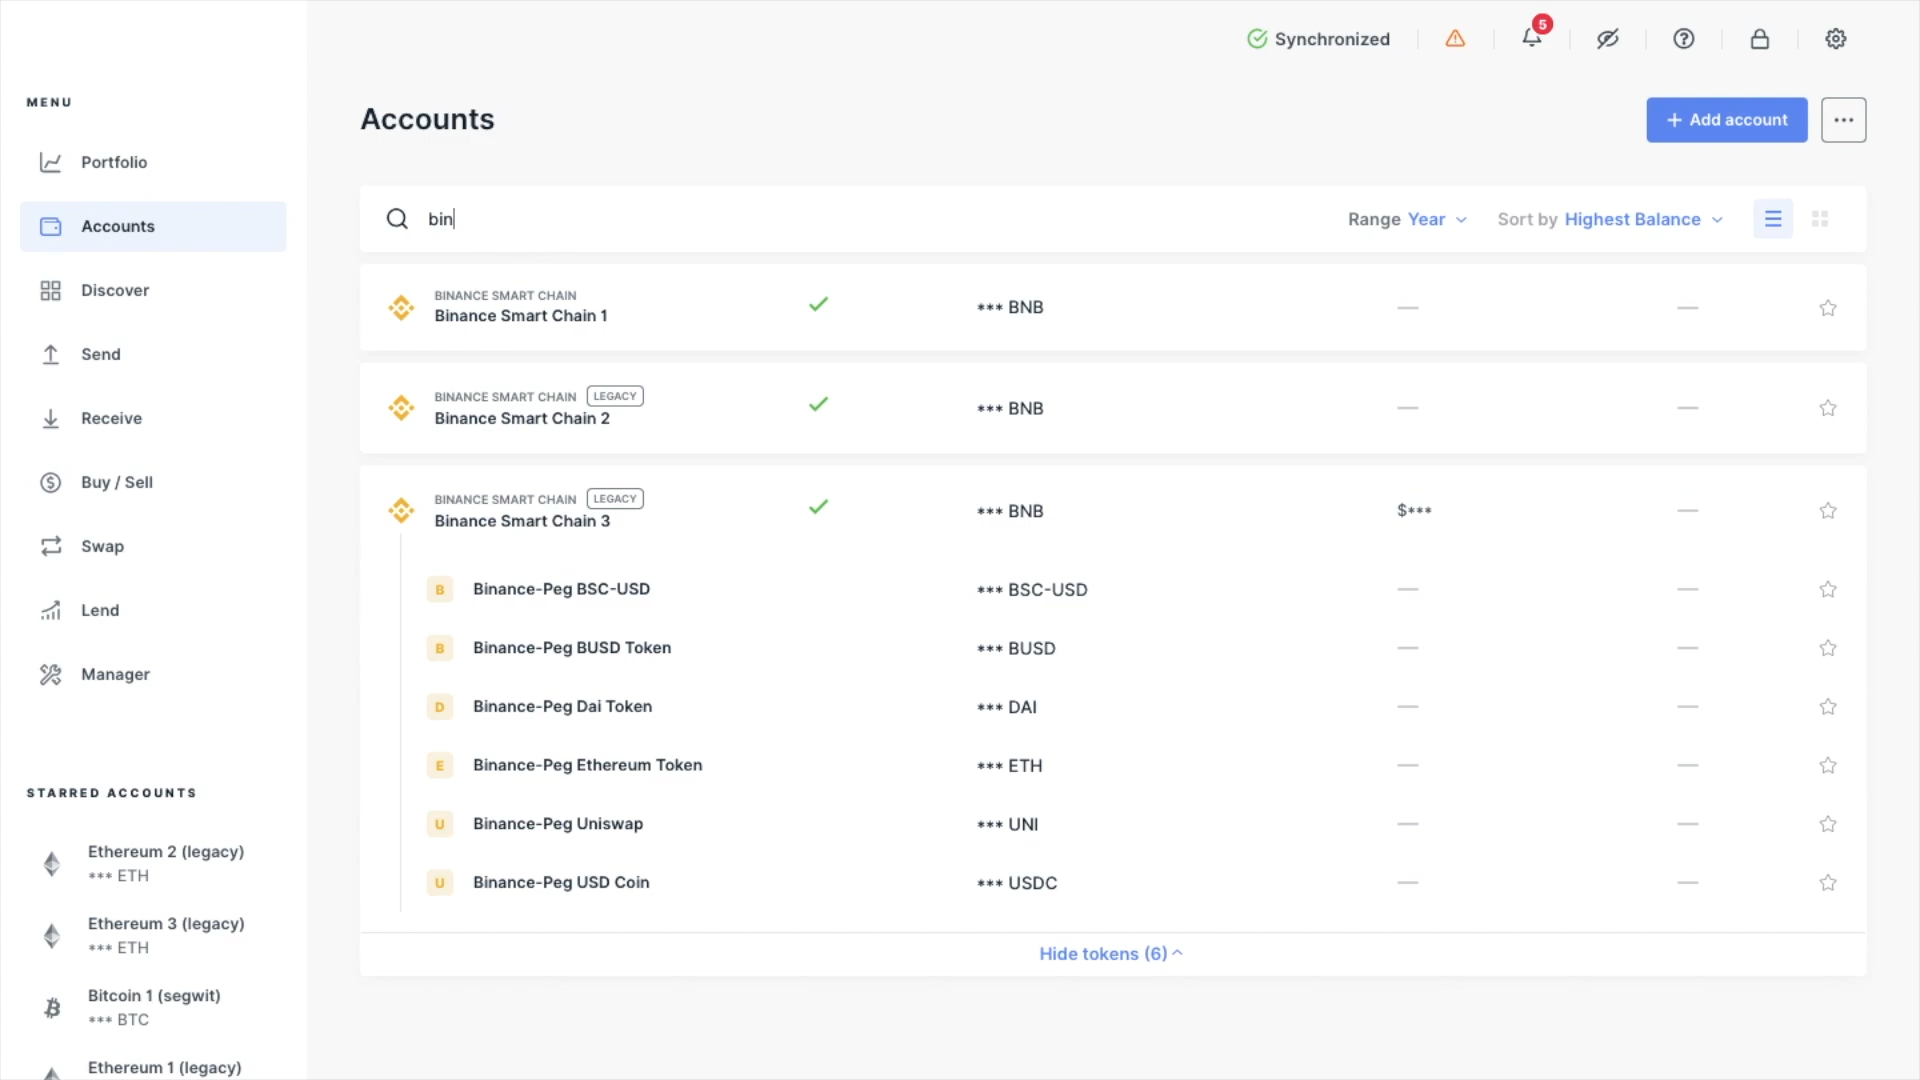 Synchronized
5
MENU
Portfolio
Accounts
Discover
Send
Receive
Buy / Sell
Swap
Lend
Manager
STARRED ACCOUNTS
Ethereum 2 (legacy)
*** ETH
Ethereum 3 (legacy)
*** ETH
Bitcoin 1 (segwit)
*** BTC
Ethereum 1 (legacy)
Accounts
+ Add account
bin
Range Year
Sort by Highest Balance
BINANCE SMART CHAIN
Binance Smart Chain 1
*** BNB
—
—
BINANCE SMART CHAIN LEGACY
Binance Smart Chain 2
*** BNB
—
—
BINANCE SMART CHAIN LEGACY
Binance Smart Chain 3
*** BNB
$***
—
B Binance-Peg BSC-USD *** BSC-USD — —
B Binance-Peg BUSD Token *** BUSD — —
D Binance-Peg Dai Token *** DAI — —
E Binance-Peg Ethereum Token *** ETH — —
U Binance-Peg Uniswap *** UNI — —
U Binance-Peg USD Coin *** USDC — —
Hide tokens (6)